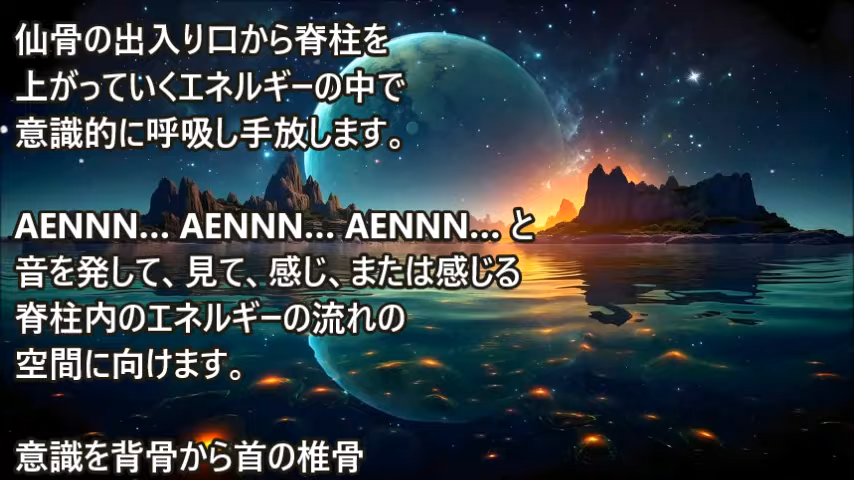 仙骨の出入り口から脊柱を
上がっていくエネルギーの中で
意識的に呼吸し手放します。
AENNN... AENNN... AENNN... と
音を発して、見て、感じ、または感じる
脊柱内のエネルギーの流れの
空間に向けます。
意識を背骨から首の椎骨